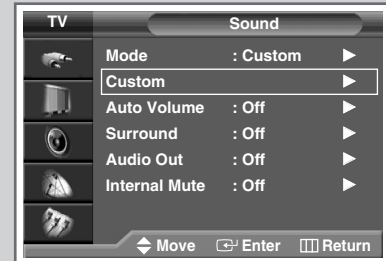 TV Sound
Mode : Custom
Custom
Auto Volume : Off
Surround : Off
Audio Out : Off
Internal Mute : Off
Move Enter Return